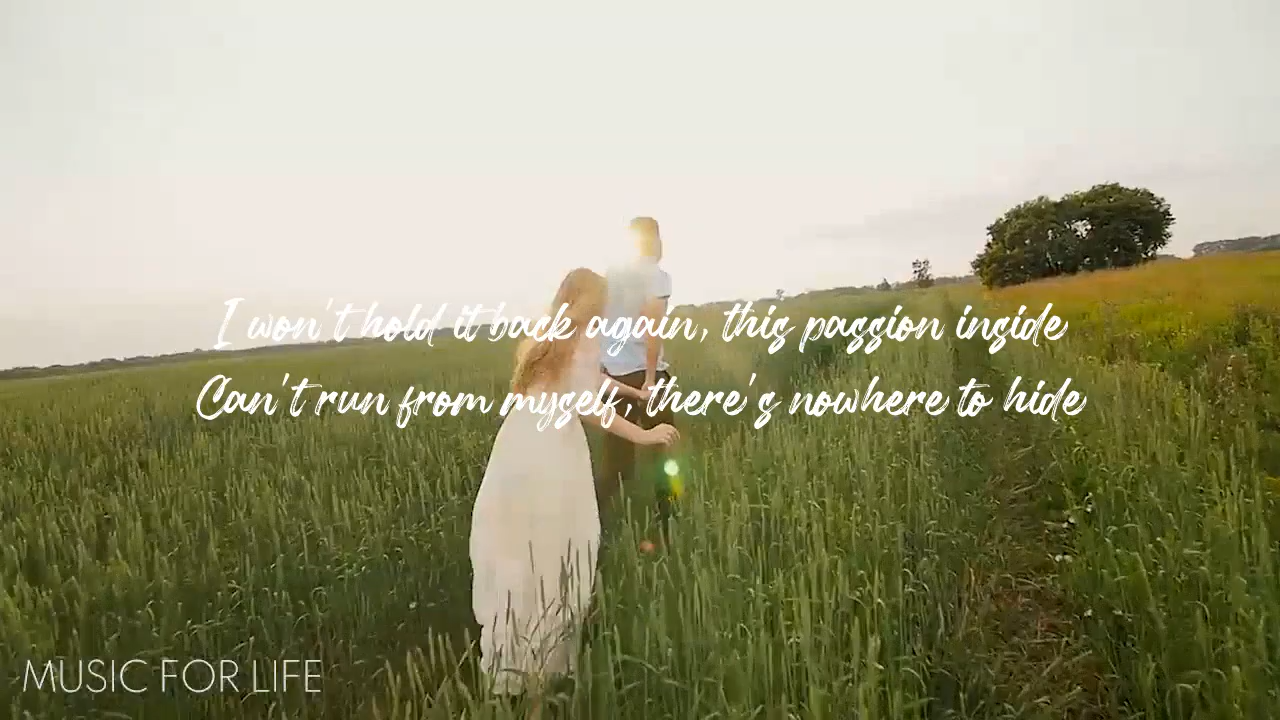 I won't hold it back again, this passion inside
Can't run from myself, there's nowhere to hide
MUSIC FOR LIFE